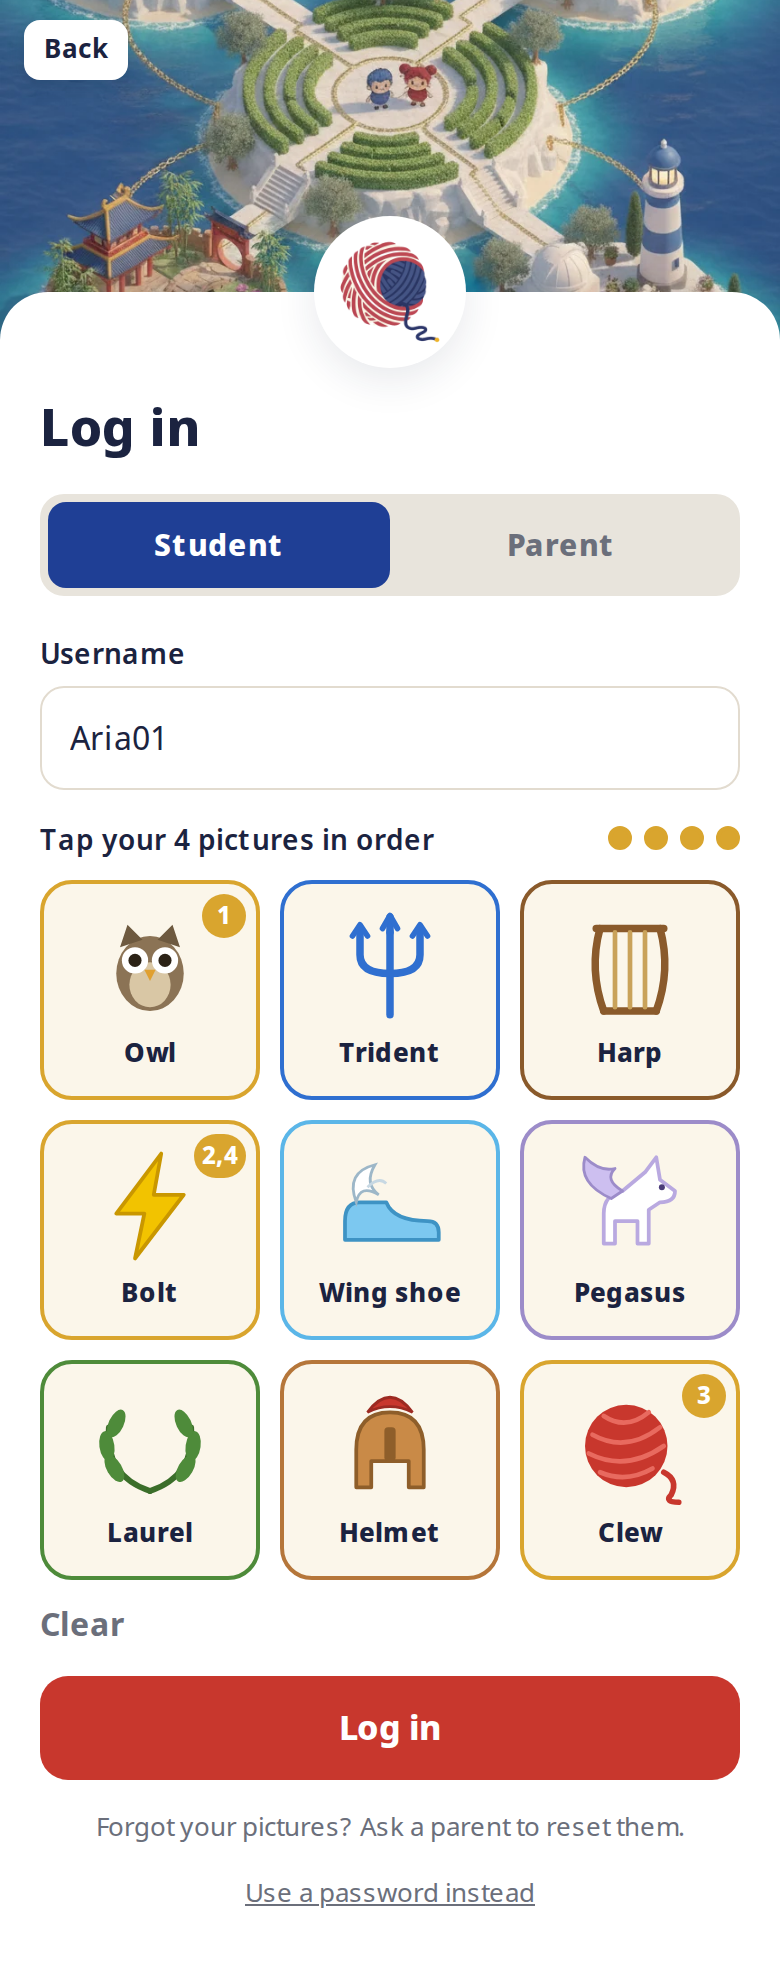 Back
Log in
Student
Parent
Username
Aria01
Tap your 4 pictures in order
1
Owl
Trident
Harp
2,4
Bolt
Wing shoe
Pegasus
Laurel
Helmet
3
Clew
Clear
Log in
Forgot your pictures? Ask a parent to reset them.
Use a password instead